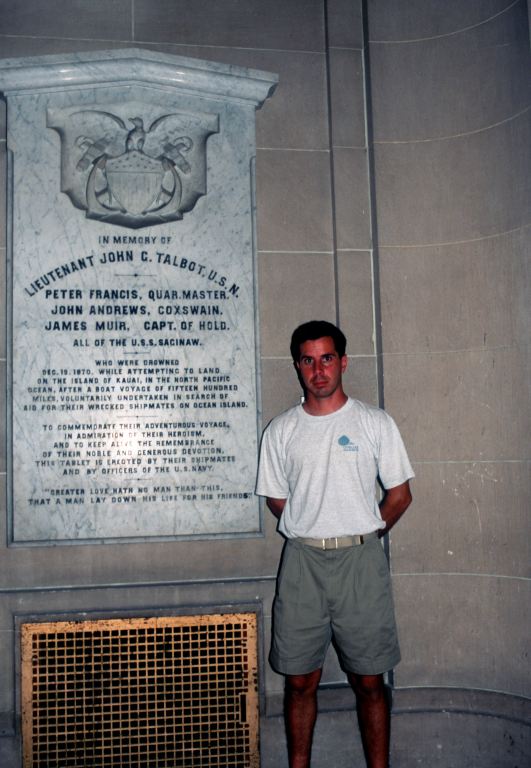 IN MEMORY OF
LIEUTENANT JOHN G. TALBOT, U.S.N.
PETER FRANCIS, QUAR. MASTER.
JOHN ANDREWS, COXSWAIN.
JAMES MUIR, CAPT. OF HOLD.
ALL OF THE U.S.S. SAGINAW.
WHO WERE DROWNED
DEC. 19. 1870, WHILE ATTEMPTING TO LAND
ON THE ISLAND OF KAUAI, IN THE NORTH PACIFIC
OCEAN, AFTER A BOAT VOYAGE OF FIFTEEN HUNDRED
MILES, VOLUNTARILY UNDERTAKEN IN SEARCH OF
AID FOR THEIR WRECKED SHIPMATES ON OCEAN ISLAND.
TO COMMEMORATE THEIR ADVENTUROUS VOYAGE,
IN ADMIRATION OF THEIR HEROISM,
AND TO KEEP ALIVE THE REMEMBRANCE
OF THEIR NOBLE AND GENEROUS DEVOTION,
THIS TABLET IS ERECTED BY THEIR SHIPMATES
AND BY OFFICERS OF THE U.S. NAVY.
"GREATER LOVE HATH NO MAN THAN THIS,
THAT A MAN LAY DOWN HIS LIFE FOR HIS FRIENDS"